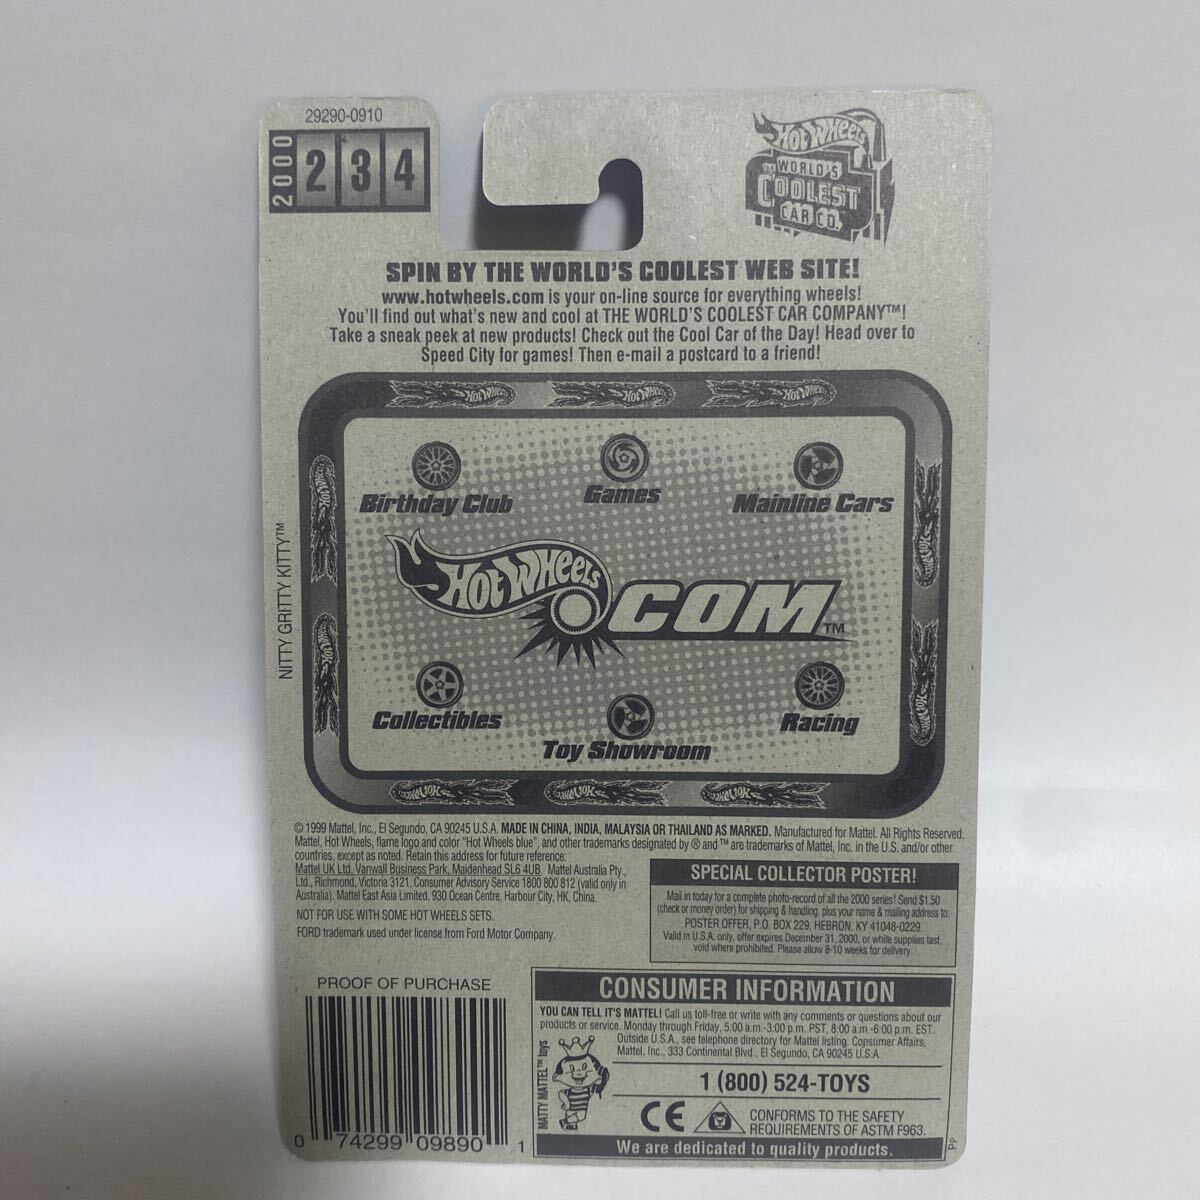 29290-0910
2000 2 3 4
HOT WHEELS
THE WORLD'S
COOLEST
CAR CO.
SPIN BY THE WORLD'S COOLEST WEB SITE!
www.hotwheels.com is your on-line source for everything wheels!
You'll find out what's new and cool at THE WORLD'S COOLEST CAR COMPANY™!
Take a sneak peek at new products! Check out the Cool Car of the Day! Head over to
Speed City for games! Then e-mail a postcard to a friend!
HOT WHEELS HOT WHEELS HOT WHEELS
Birthday Club
Games
Mainline Cars
HOT WHEELS .COM™
Collectibles
Toy Showroom
Racing
HOT WHEELS HOT WHEELS HOT WHEELS
NITTY GRITTY KITTY™
© 1999 Mattel, Inc., El Segundo, CA 90245 U.S.A. MADE IN CHINA, INDIA, MALAYSIA OR THAILAND AS MARKED. Manufactured for Mattel. All Rights Reserved.
Mattel, Hot Wheels, flame logo and color "Hot Wheels blue", and other trademarks designated by ® and ™ are trademarks of Mattel, Inc. in the U.S. and/or other
countries, except as noted. Retain this address for future reference:
Mattel UK Ltd, Vanwall Business Park, Maidenhead SL6 4UB. Mattel Australia Pty.,
Ltd., Richmond, Victoria 3121. Consumer Advisory Service 1800 800 812 (valid only in
Australia). Mattel East Asia Limited, 930 Ocean Centre, Harbour City, HK, China.
NOT FOR USE WITH SOME HOT WHEELS SETS.
FORD trademark used under license from Ford Motor Company.
SPECIAL COLLECTOR POSTER!
Mail in today for a complete photo-record of all the 2000 series! Send $1.50
(check or money order) for shipping & handling, plus your name & mailing address to:
POSTER OFFER, P.O. BOX 229, HEBRON, KY 41048-0229.
Valid in U.S.A. only, offer expires December 31, 2000, or while supplies last,
void where prohibited. Please allow 8-10 weeks for delivery.
PROOF OF PURCHASE
0 74299 09890 1
CONSUMER INFORMATION
YOU CAN TELL IT'S MATTEL! Call us toll-free or write with any comments or questions about our
products or service. Monday through Friday, 5:00 a.m.-3:00 p.m. PST, 8:00 a.m.-6:00 p.m. EST.
Outside U.S.A., see telephone directory for Mattel listing. Consumer Affairs,
Mattel, Inc., 333 Continental Blvd., El Segundo, CA 90245 U.S.A.
MATTY MATTEL™ toys
1 (800) 524-TOYS
CE
CONFORMS TO THE SAFETY
REQUIREMENTS OF ASTM F963.
We are dedicated to quality products.
Pp